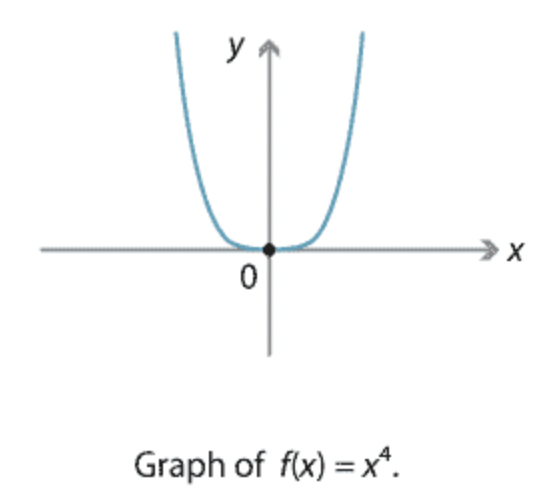 y
x
0
Graph of f(x) = x⁴.